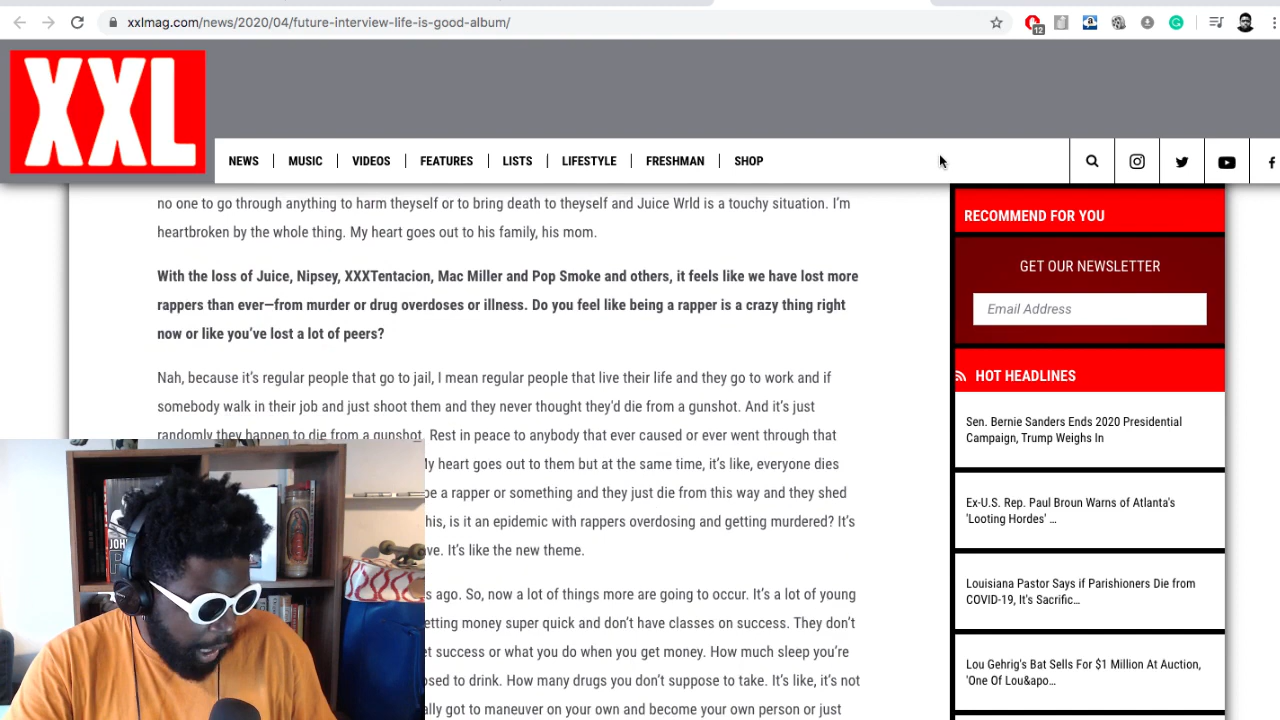 xxlmag.com/news/2020/04/future-interview-life-is-good-album/
12
XXL
NEWS
MUSIC
VIDEOS
FEATURES
LISTS
LIFESTYLE
FRESHMAN
SHOP
no one to go through anything to harm theyself or to bring death to theyself and Juice Wrld is a touchy situation. I’m
heartbroken by the whole thing. My heart goes out to his family, his mom.
With the loss of Juice, Nipsey, XXXTentacion, Mac Miller and Pop Smoke and others, it feels like we have lost more
rappers than ever—from murder or drug overdoses or illness. Do you feel like being a rapper is a crazy thing right
now or like you’ve lost a lot of peers?
Nah, because it’s regular people that go to jail, I mean regular people that live their life and they go to work and if
somebody walk in their job and just shoot them and they never thought they'd die from a gunshot. And it’s just
randomly they happen to die from a gunshot. Rest in peace to anybody that ever caused or ever went through that
My heart goes out to them but at the same time, it’s like, everyone dies
be a rapper or something and they just die from this way and they shed
this, is it an epidemic with rappers overdosing and getting murdered? It’s
ve. It’s like the new theme.
s ago. So, now a lot of things more are going to occur. It’s a lot of young
etting money super quick and don’t have classes on success. They don’t
et success or what you do when you get money. How much sleep you’re
osed to drink. How many drugs you don’t suppose to take. It’s like, it’s not
ally got to maneuver on your own and become your own person or just
RECOMMEND FOR YOU
GET OUR NEWSLETTER
Email Address
HOT HEADLINES
Sen. Bernie Sanders Ends 2020 Presidential
Campaign, Trump Weighs In
Ex-U.S. Rep. Paul Broun Warns of Atlanta's
'Looting Hordes' …
Louisiana Pastor Says if Parishioners Die from
COVID-19, It's Sacrific…
Lou Gehrig's Bat Sells For $1 Million At Auction,
'One Of Lou&apo…
JOHN